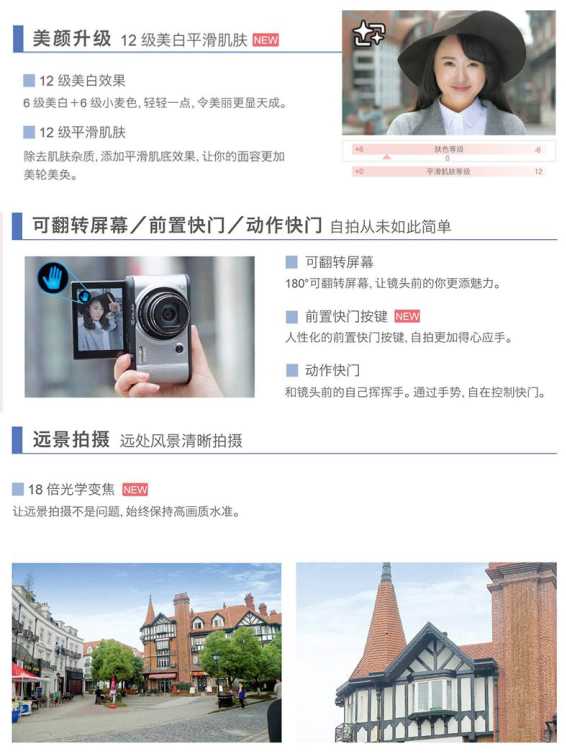 美颜升级 12 级美白平滑肌肤 NEW
12 级美白效果
6 级美白＋6 级小麦色, 轻轻一点, 令美丽更显天成。
12 级平滑肌肤
除去肌肤杂质, 添加平滑肌底效果, 让你的面容更加
美轮美奂。
+6 肤色等级 -6
0
+0 平滑肌肤等级 12
可翻转屏幕／前置快门／动作快门 自拍从未如此简单
可翻转屏幕
180°可翻转屏幕, 让镜头前的你更添魅力。
前置快门按键 NEW
人性化的前置快门按键, 自拍更加得心应手。
动作快门
和镜头前的自己挥挥手。通过手势, 自在控制快门。
远景拍摄 远处风景清晰拍摄
18 倍光学变焦 NEW
让远景拍摄不是问题, 始终保持高画质水准。